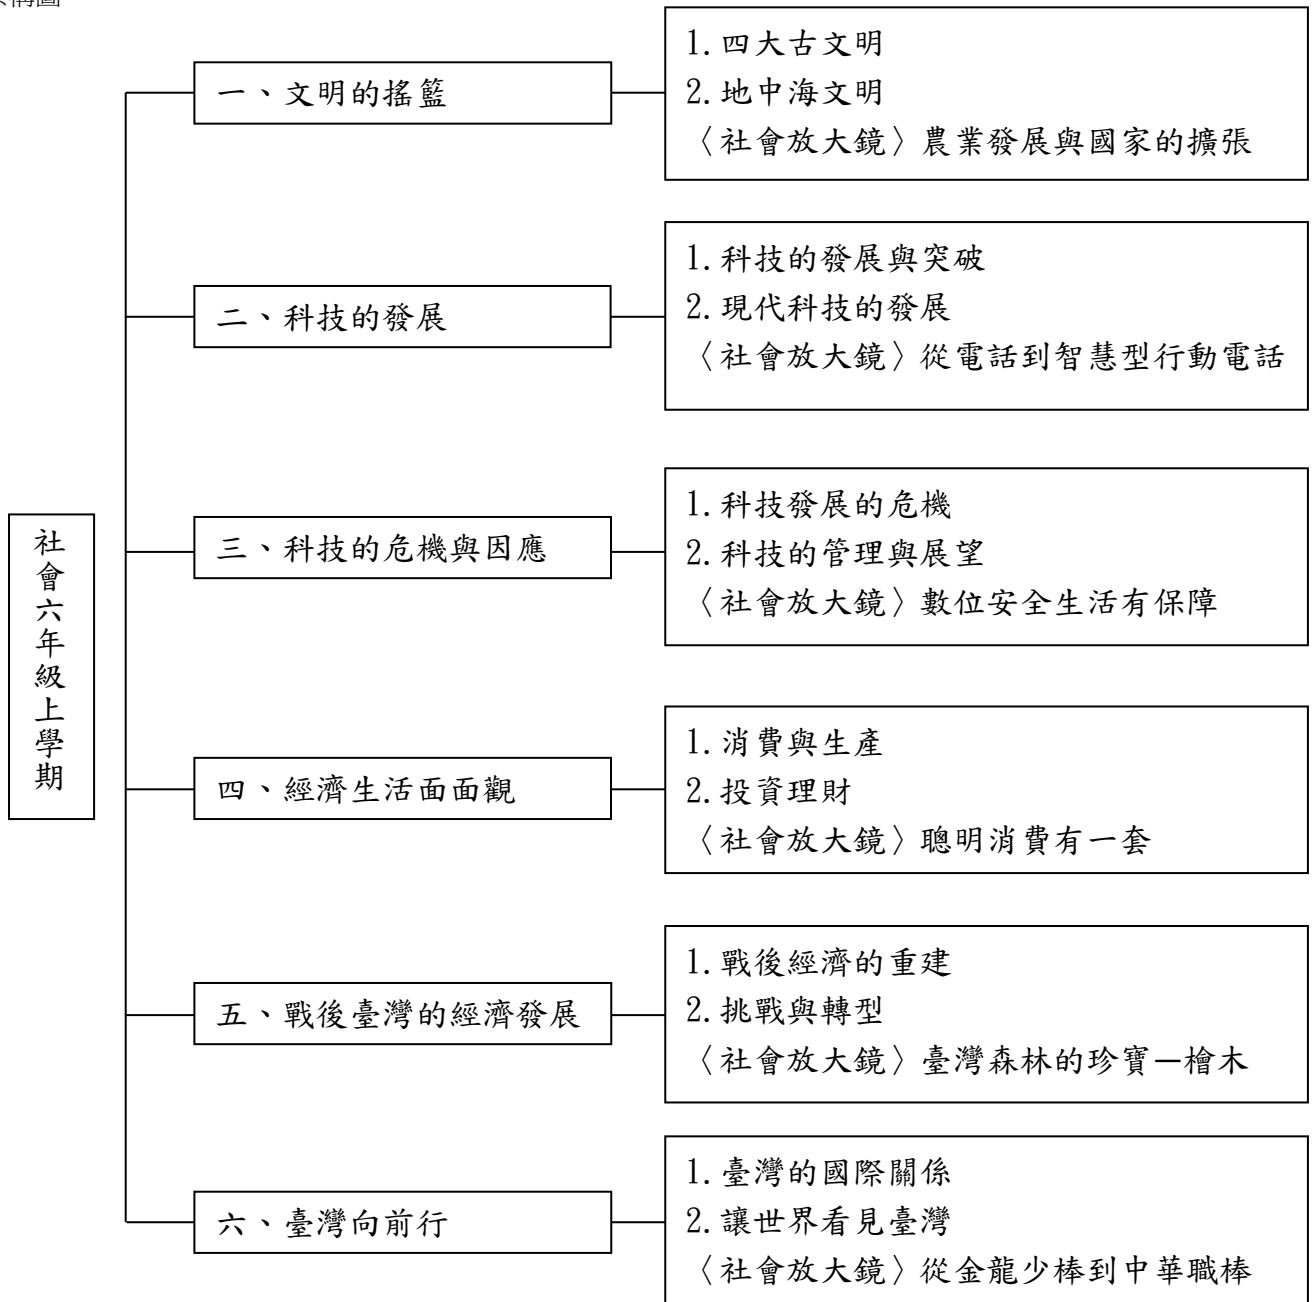 構圖
社會六年級上學期
一、文明的搖籃
1.四大古文明
2.地中海文明
〈社會放大鏡〉農業發展與國家的擴張
二、科技的發展
1.科技的發展與突破
2.現代科技的發展
〈社會放大鏡〉從電話到智慧型行動電話
三、科技的危機與因應
1.科技發展的危機
2.科技的管理與展望
〈社會放大鏡〉數位安全生活有保障
四、經濟生活面面觀
1.消費與生產
2.投資理財
〈社會放大鏡〉聰明消費有一套
五、戰後臺灣的經濟發展
1.戰後經濟的重建
2.挑戰與轉型
〈社會放大鏡〉臺灣森林的珍寶—檜木
六、臺灣向前行
1.臺灣的國際關係
2.讓世界看見臺灣
〈社會放大鏡〉從金龍少棒到中華職棒